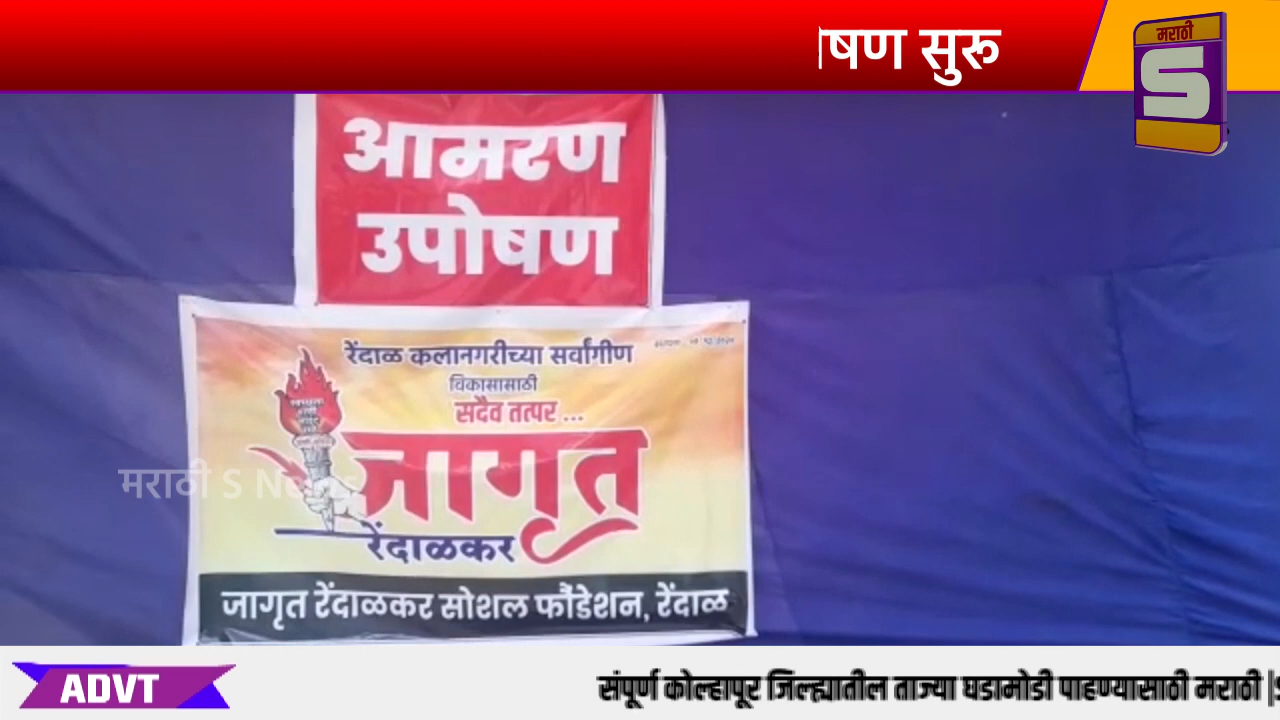 षण सुरू
मराठी
S
आमरण
उपोषण
रेंदाळ कलानगरीच्या सर्वांगीण
विकासासाठी
सदैव तत्पर ...
जागृत
रेंदाळकर
जागृत रेंदाळकर सोशल फौंडेशन, रेंदाळ
मराठी S News
ADVT
संपूर्ण कोल्हापूर जिल्ह्यातील ताज्या घडामोडी पाहण्यासाठी मराठी